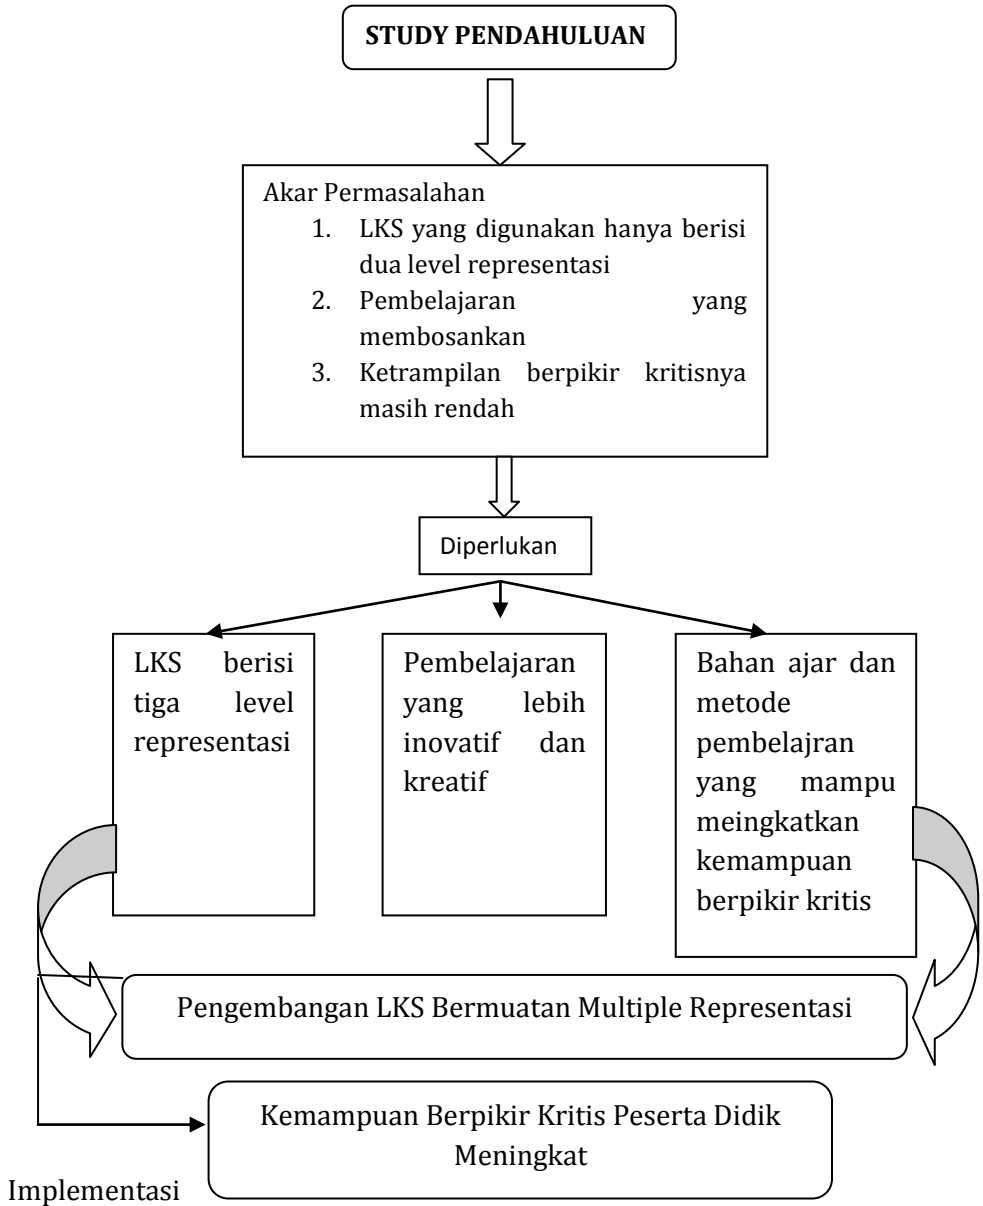 STUDY PENDAHULUAN
Akar Permasalahan
1. LKS yang digunakan hanya berisi
dua level representasi
2. Pembelajaran yang
membosankan
3. Ketrampilan berpikir kritisnya
masih rendah
Diperlukan
LKS berisi
tiga level
representasi
Pembelajaran
yang lebih
inovatif dan
kreatif
Bahan ajar dan
metode
pembelajran
yang mampu
meingkatkan
kemampuan
berpikir kritis
Pengembangan LKS Bermuatan Multiple Representasi
Kemampuan Berpikir Kritis Peserta Didik
Meningkat
Implementasi